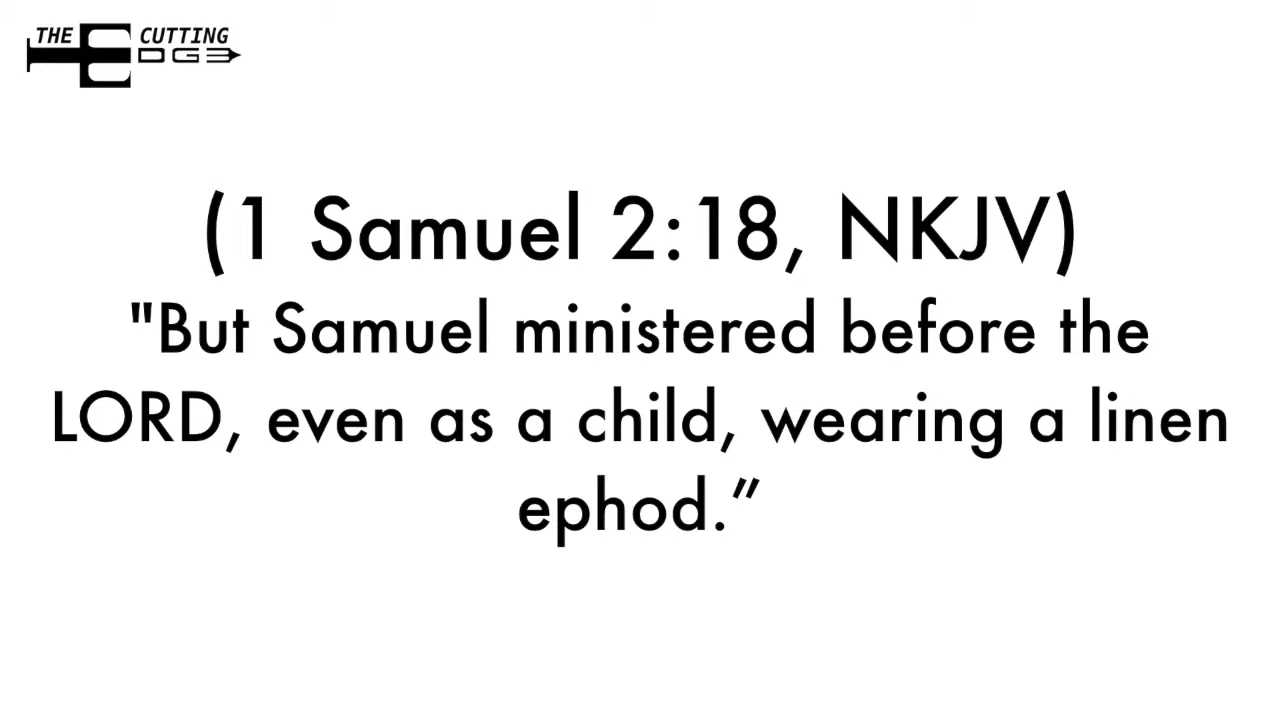 THE CUTTING
EDGE
(1 Samuel 2:18, NKJV)
"But Samuel ministered before the
LORD, even as a child, wearing a linen
ephod.”